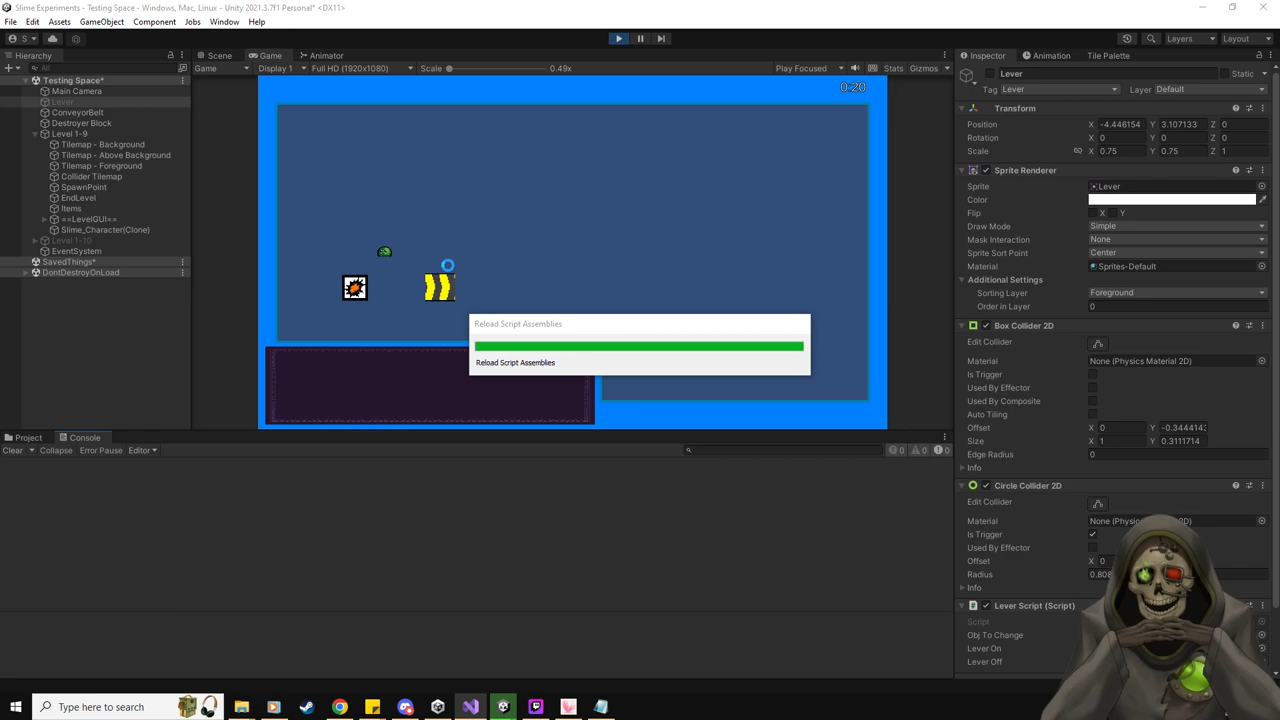 Slime Experiments - Testing Space - Windows, Mac, Linux - Unity 2021.3.7f1 Personal* <DX11>
File Edit Assets GameObject Component Jobs Window Help
S Layers Layout
Hierarchy Scene Game Animator Inspector Animation Tile Palette
All Game Display 1 Full HD (1920x1080) Scale 0.49x Play Focused Stats Gizmos
Testing Space*
Main Camera
Lever
ConveyorBelt
Destroyer Block
Level 1-9
Tilemap - Background
Tilemap - Above Background
Tilemap - Foreground
Collider Tilemap
SpawnPoint
EndLevel
Items
==LevelGUI==
Slime_Character(Clone)
Level 1-10
EventSystem
SavedThings*
DontDestroyOnLoad
0:20
Reload Script Assemblies
Reload Script Assemblies
Project Console
Clear Collapse Error Pause Editor 0 0 0
Lever Static
Tag Lever Layer Default
Transform
Position X -4.446154 Y 3.107133 Z 0
Rotation X 0 Y 0 Z 0
Scale X 0.75 Y 0.75 Z 1
Sprite Renderer
Sprite Lever
Color
Flip X Y
Draw Mode Simple
Mask Interaction None
Sprite Sort Point Center
Material Sprites-Default
Additional Settings
Sorting Layer Foreground
Order in Layer 0
Box Collider 2D
Edit Collider
Material None (Physics Material 2D)
Is Trigger
Used By Effector
Used By Composite
Auto Tiling
Offset X 0 Y -0.3444143
Size X 1 Y 0.3111714
Edge Radius 0
Info
Circle Collider 2D
Edit Collider
Material None (Physics 2D)
Is Trigger
Used By Effector
Offset X 0
Radius 0.808
Info
Lever Script (Script)
Script
Obj To Change
Lever On
Lever Off
Type here to search